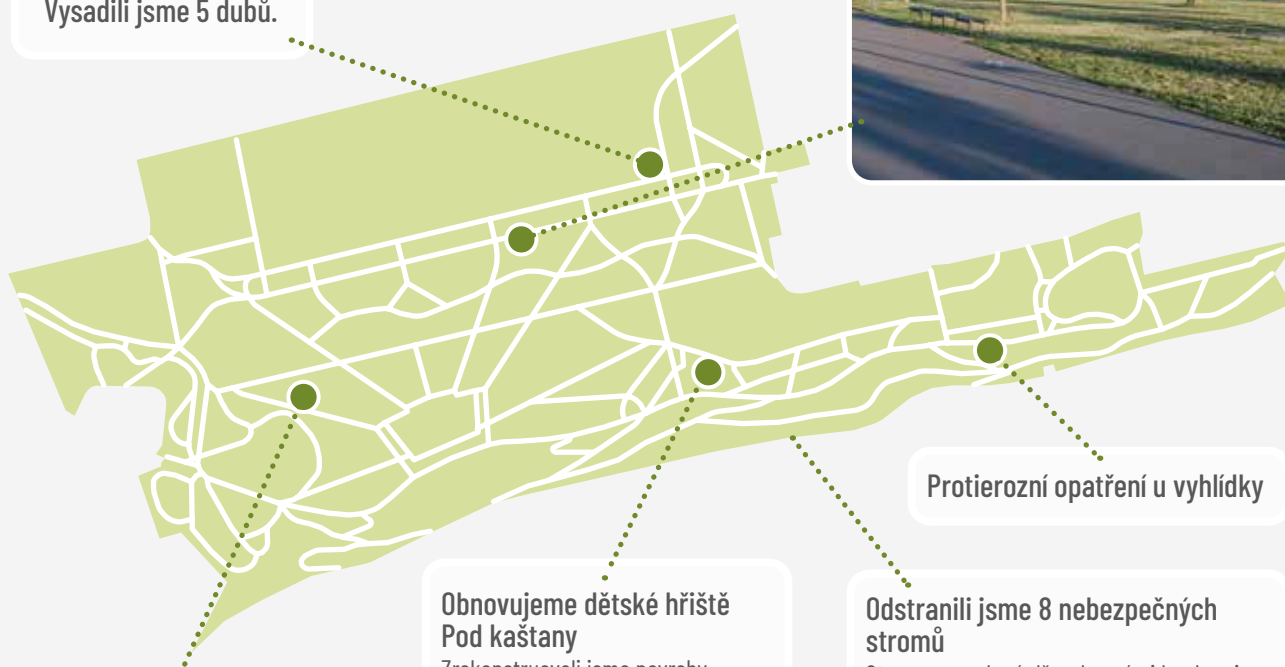 Vysadili jsme 5 dubů.
Protierozní opatření u vyhlídky
Obnovujeme dětské hřiště
Pod kaštany
Odstranili jsme 8 nebezpečných
stromů